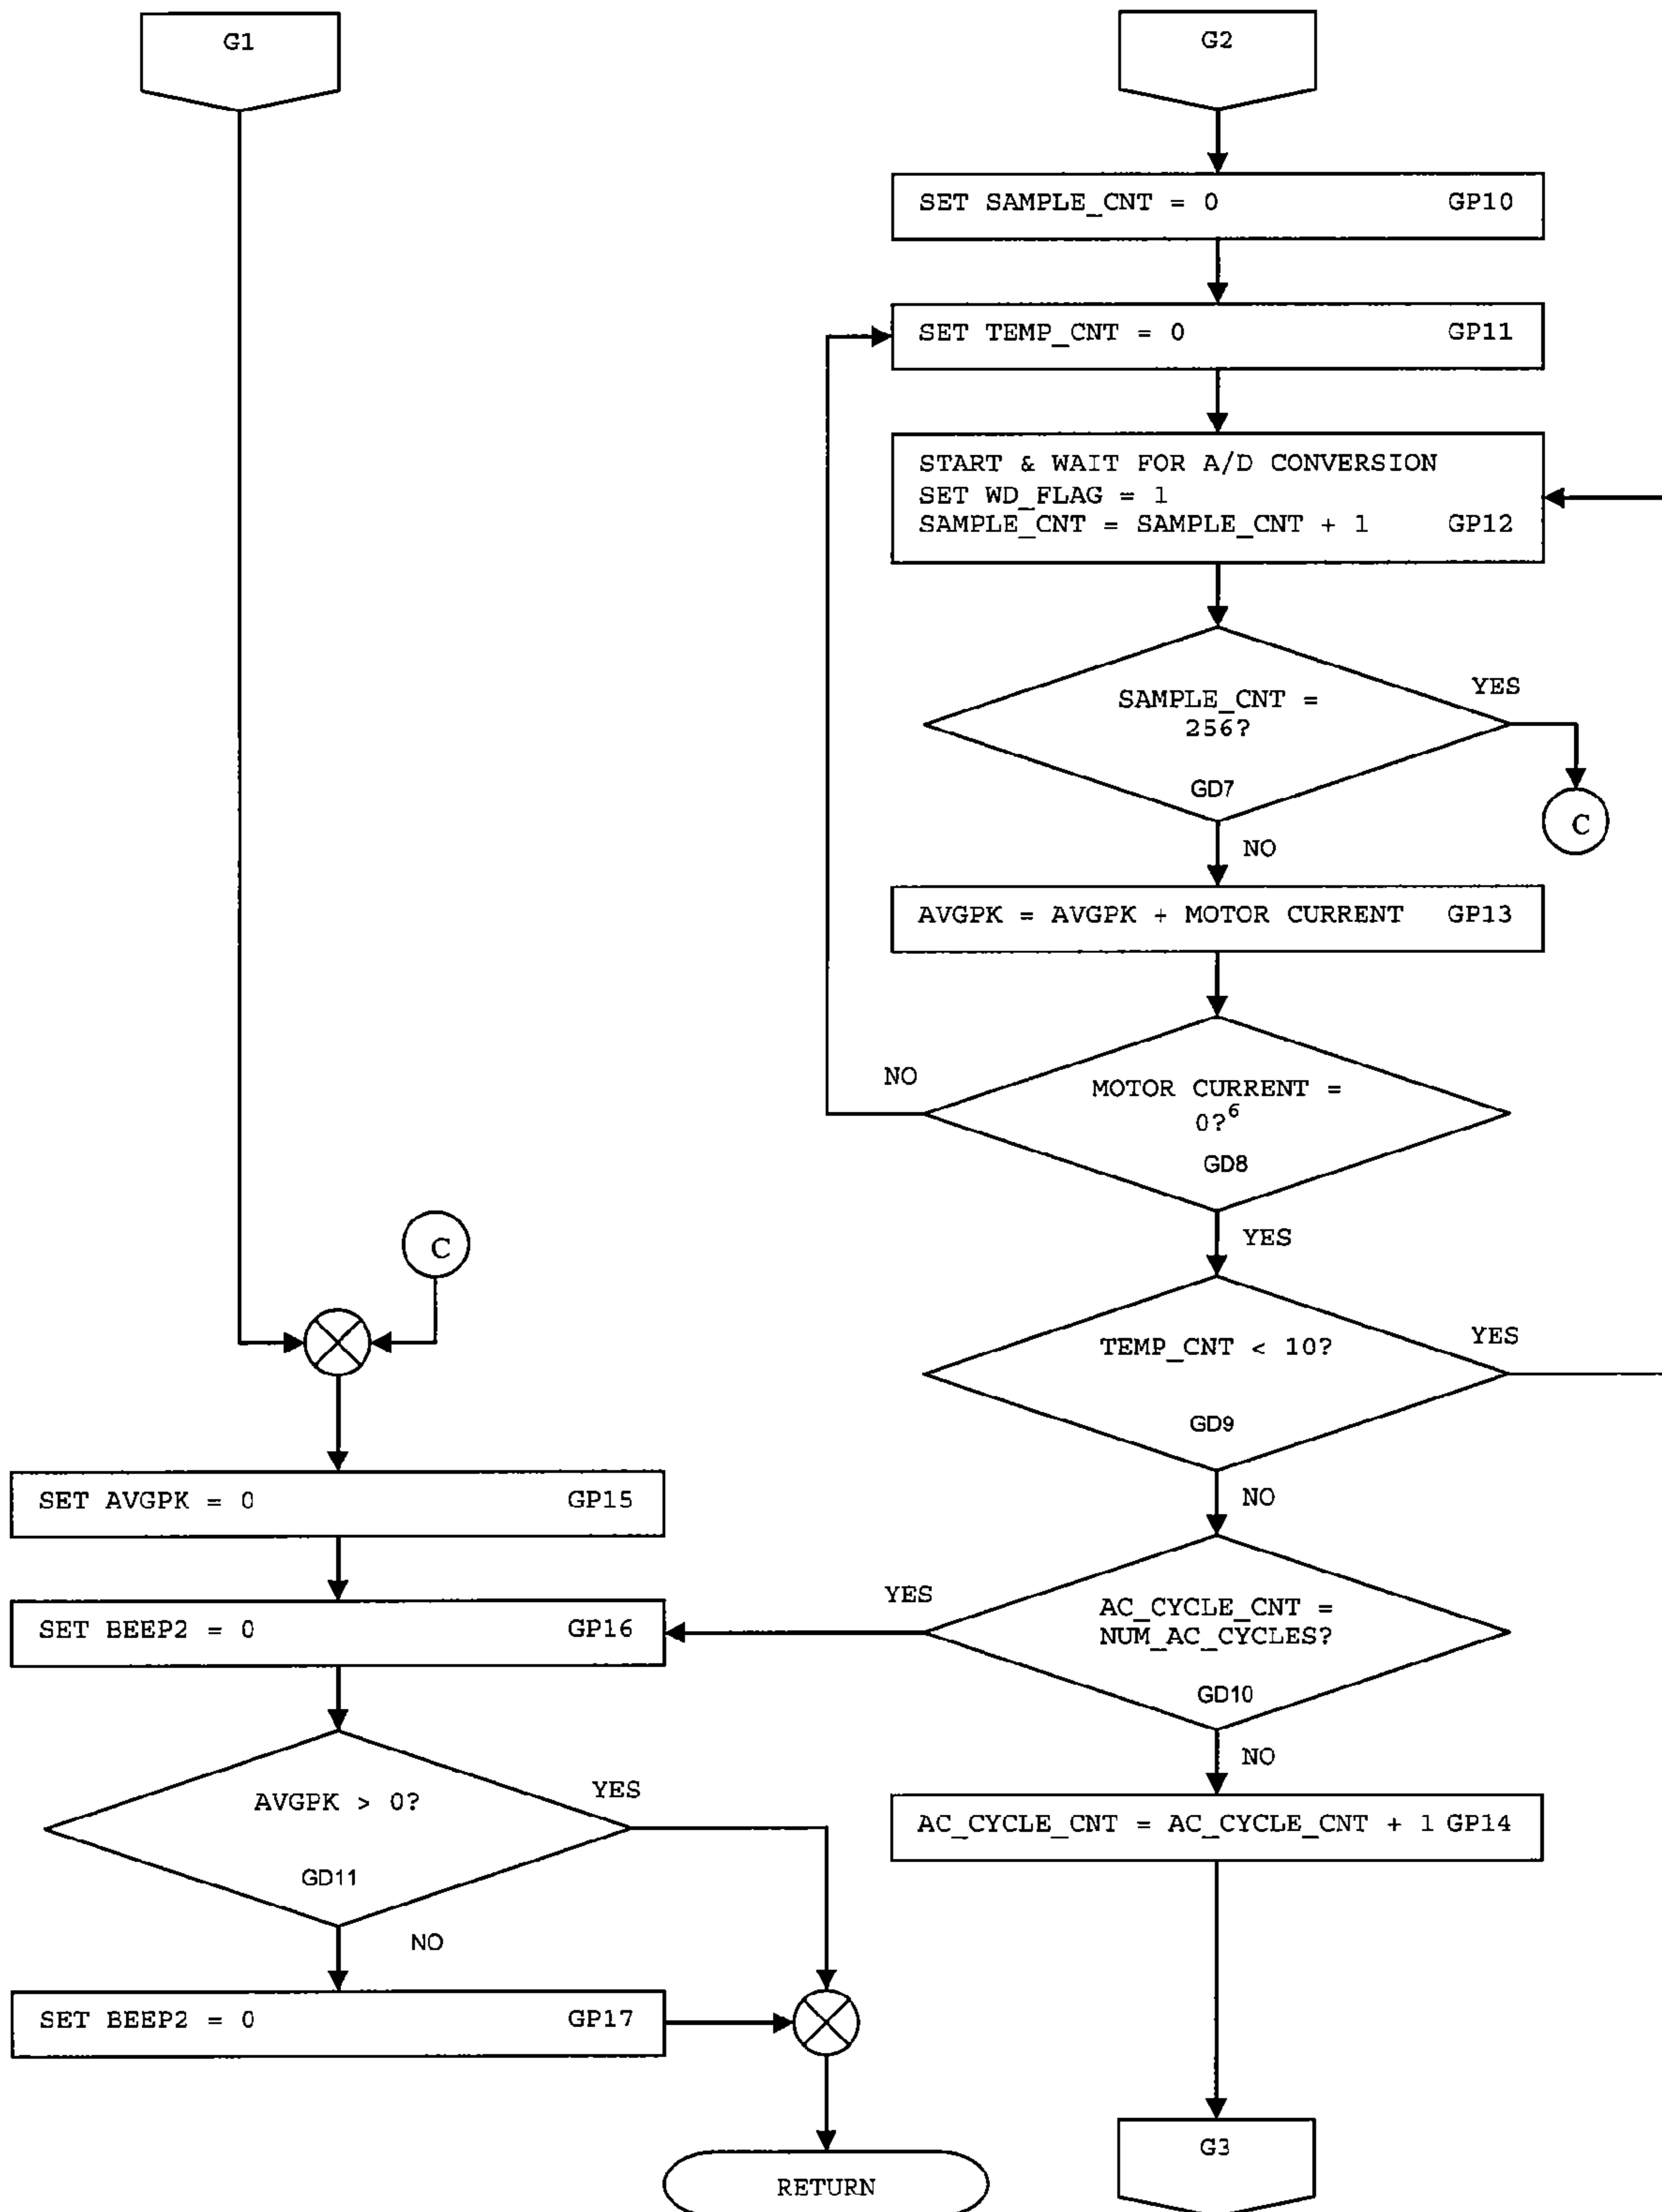 G1
G2
SET SAMPLE_CNT = 0 GP10
SET TEMP_CNT = 0 GP11
START & WAIT FOR A/D CONVERSION
SET WD_FLAG = 1
SAMPLE_CNT = SAMPLE_CNT + 1 GP12
SAMPLE_CNT =
256?
GD7
YES
C
NO
AVGPK = AVGPK + MOTOR CURRENT GP13
MOTOR CURRENT =
0?⁶
GD8
NO
YES
TEMP_CNT < 10?
GD9
YES
NO
AC_CYCLE_CNT =
NUM_AC_CYCLES?
GD10
YES
NO
AC_CYCLE_CNT = AC_CYCLE_CNT + 1 GP14
G3
C
SET AVGPK = 0 GP15
SET BEEP2 = 0 GP16
AVGPK > 0?
GD11
YES
NO
SET BEEP2 = 0 GP17
RETURN